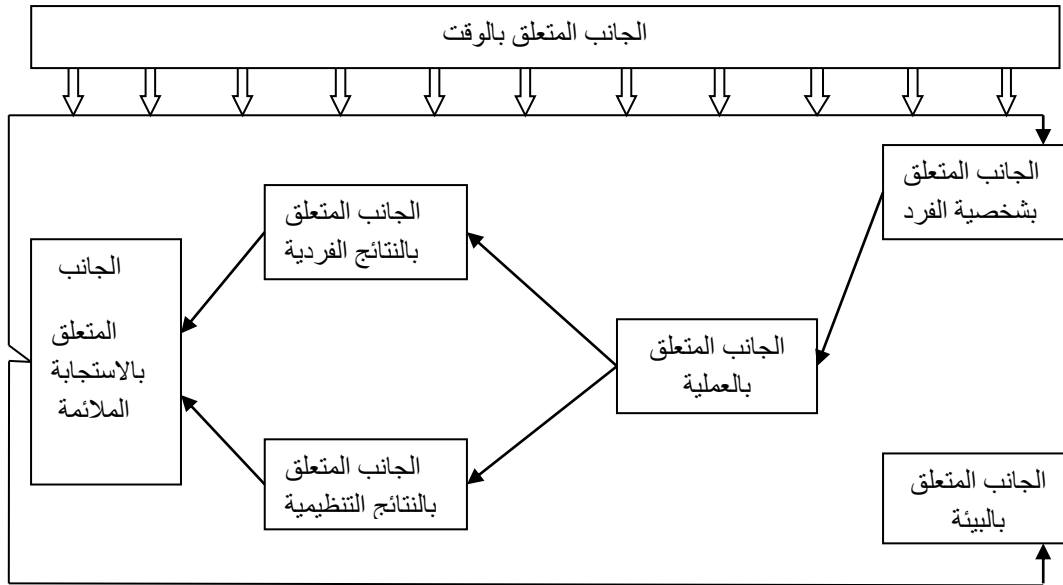 الجانب المتعلق بالوقت
الجانب المتعلق
بشخصية الفرد
الجانب المتعلق
بالنتائج الفردية
الجانب
المتعلق
بالاستجابة
الملائمة
الجانب المتعلق
بالعملية
الجانب المتعلق
بالنتائج التنظيمية
الجانب المتعلق
بالبيئة